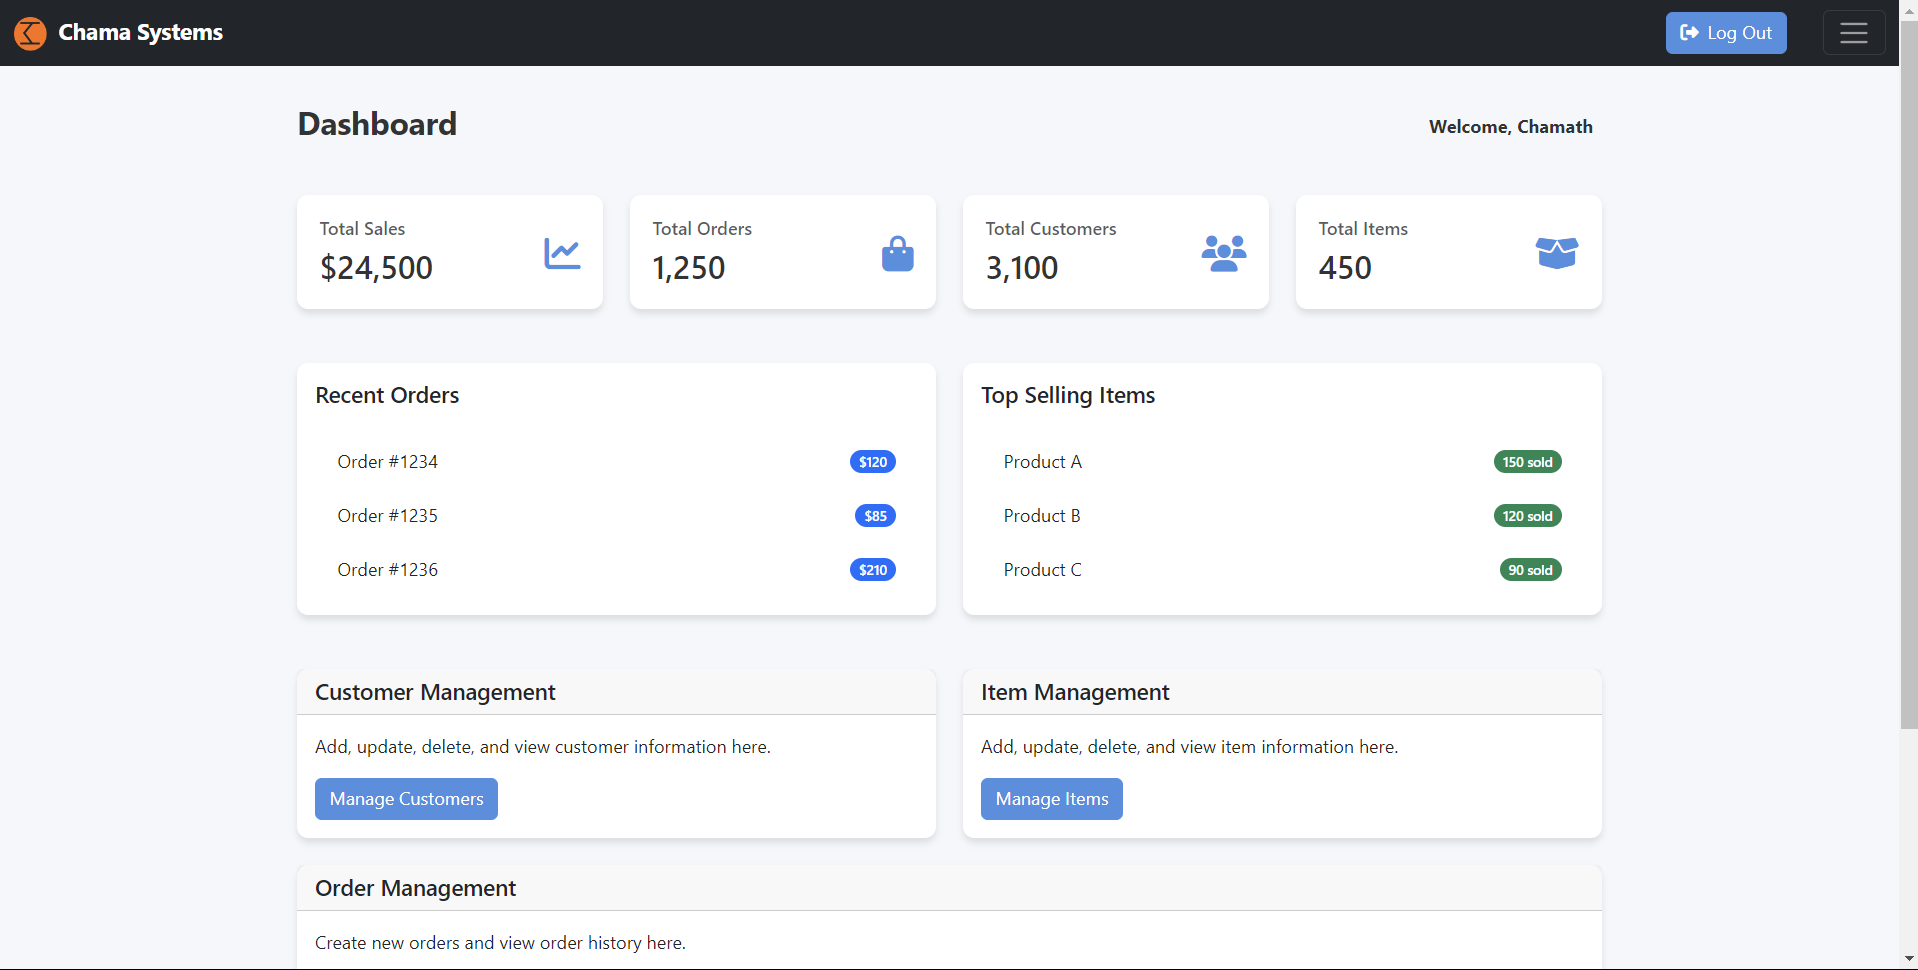 Chama Systems
Log Out
Dashboard
Welcome, Chamath
Total Sales
$24,500
Total Orders
1,250
Total Customers
3,100
Total Items
450
Recent Orders
Order #1234 $120
Order #1235 $85
Order #1236 $210
Top Selling Items
Product A 150 sold
Product B 120 sold
Product C 90 sold
Customer Management
Add, update, delete, and view customer information here.
Manage Customers
Item Management
Add, update, delete, and view item information here.
Manage Items
Order Management
Create new orders and view order history here.